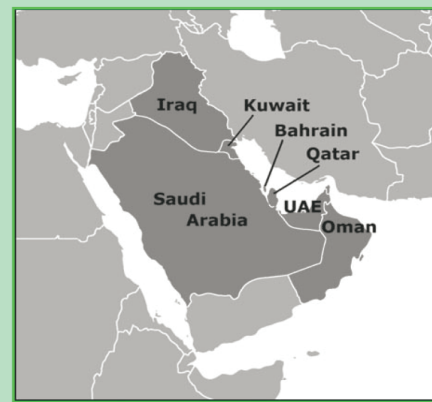 Iraq
Kuwait
Bahrain
Qatar
Saudi
Arabia
UAE
Oman